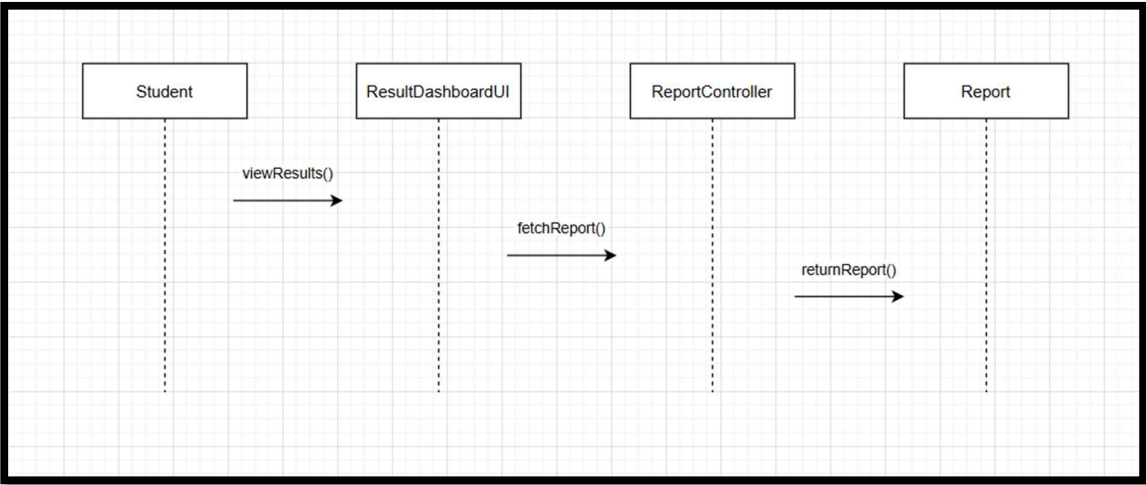 Student
ResultDashboardUI
ReportController
Report
viewResults()
fetchReport()
returnReport()